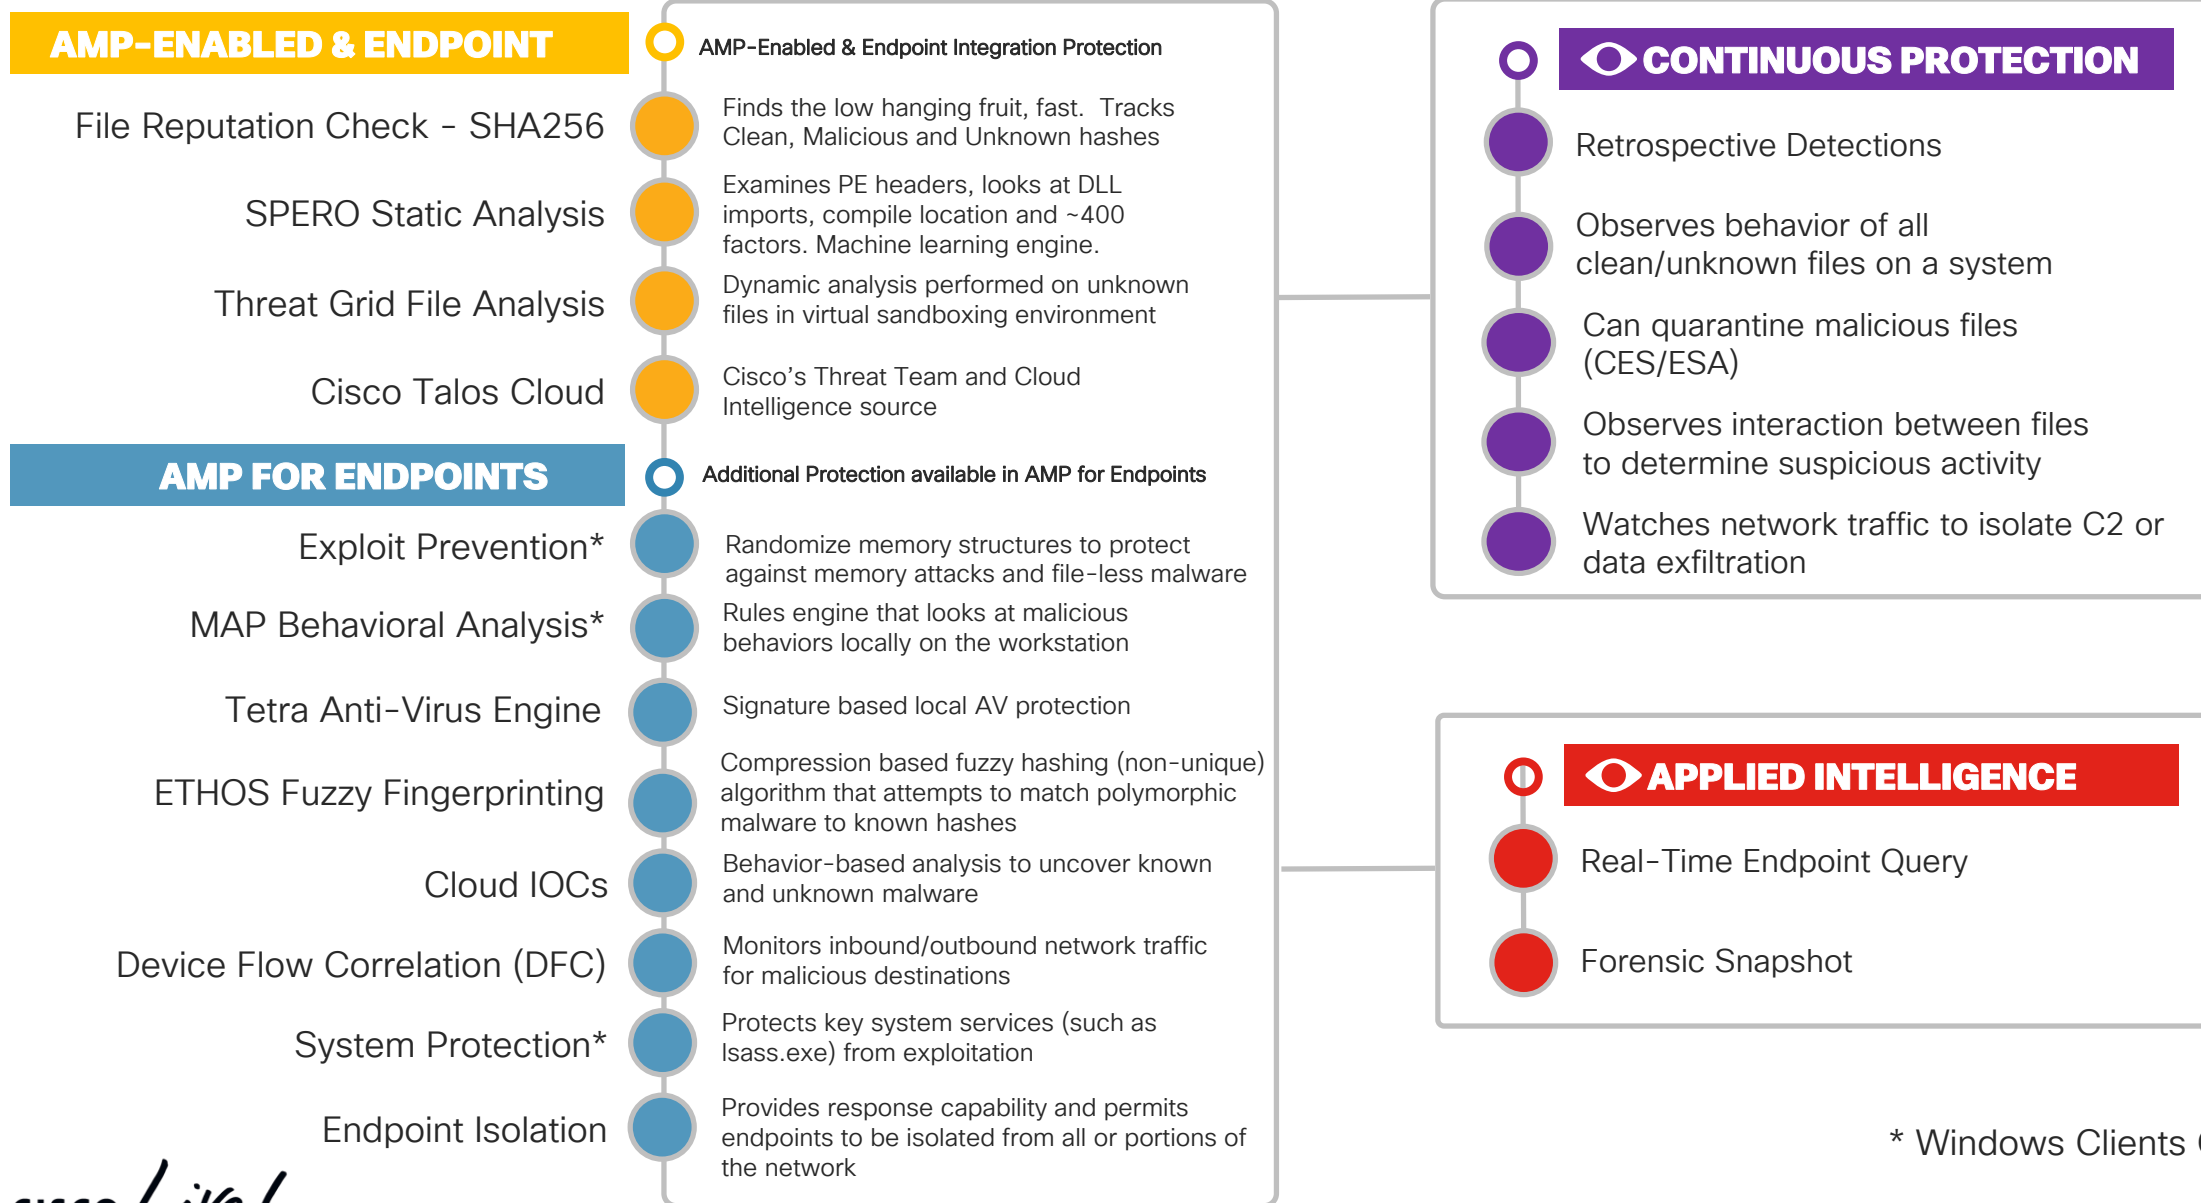 AMP-ENABLED & ENDPOINT
AMP-Enabled & Endpoint Integration Protection
File Reputation Check - SHA256
Finds the low hanging fruit, fast. Tracks
Clean, Malicious and Unknown hashes
SPERO Static Analysis
Examines PE headers, looks at DLL
imports, compile location and ~400
factors. Machine learning engine.
Threat Grid File Analysis
Dynamic analysis performed on unknown
files in virtual sandboxing environment
Cisco Talos Cloud
Cisco's Threat Team and Cloud
Intelligence source
AMP FOR ENDPOINTS
Additional Protection available in AMP for Endpoints
Exploit Prevention*
Randomize memory structures to protect
against memory attacks and file-less malware
MAP Behavioral Analysis*
Rules engine that looks at malicious
behaviors locally on the workstation
Tetra Anti-Virus Engine
Signature based local AV protection
ETHOS Fuzzy Fingerprinting
Compression based fuzzy hashing (non-unique)
algorithm that attempts to match polymorphic
malware to known hashes
Cloud IOCs
Behavior-based analysis to uncover known
and unknown malware
Device Flow Correlation (DFC)
Monitors inbound/outbound network traffic
for malicious destinations
System Protection*
Protects key system services (such as
lsass.exe) from exploitation
Endpoint Isolation
Provides response capability and permits
endpoints to be isolated from all or portions of
the network
CONTINUOUS PROTECTION
Retrospective Detections
Observes behavior of all
clean/unknown files on a system
Can quarantine malicious files
(CES/ESA)
Observes interaction between files
to determine suspicious activity
Watches network traffic to isolate C2 or
data exfiltration
APPLIED INTELLIGENCE
Real-Time Endpoint Query
Forensic Snapshot
* Windows Clients